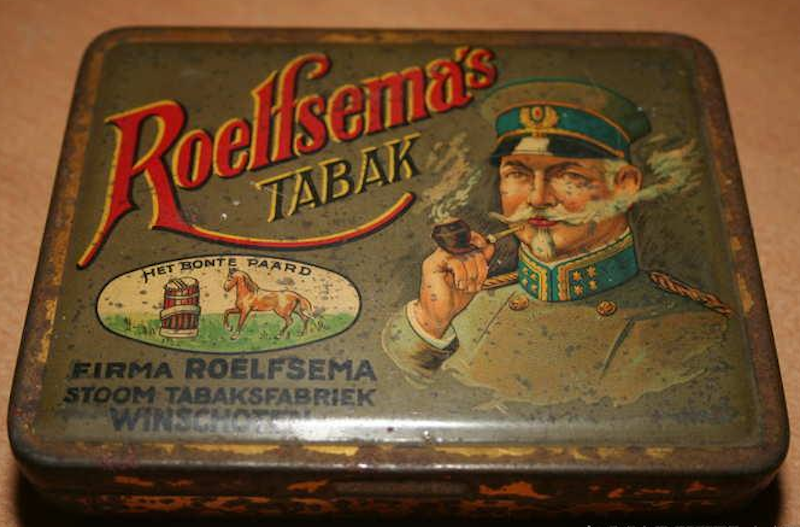 Roelfsema's
TABAK
HET BONTE PAARD
FIRMA ROELFSEMA
STOOM TABAKSFABRIEK
WINSCHOTEN